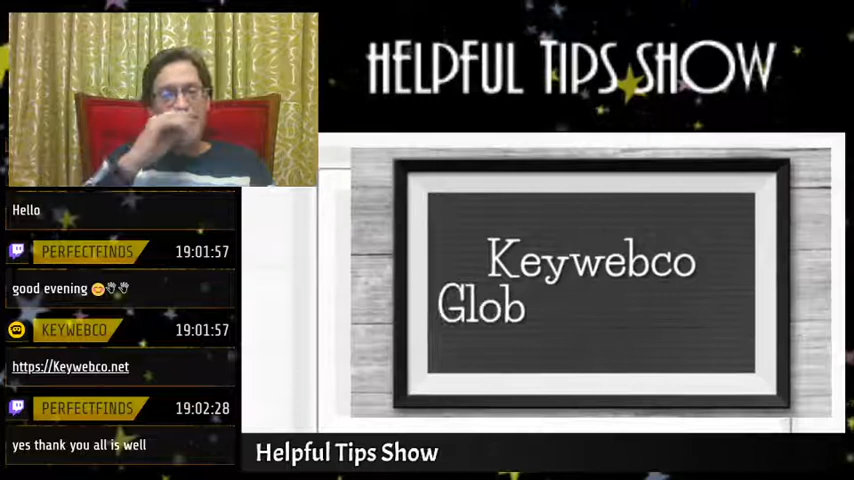 HELPFUL TIPS SHOW
Hello
PERFECTFINDS 19:01:57
good evening 😊👋👋
KEYWEBCO 19:01:57
https://Keywebco.net
PERFECTFINDS 19:02:28
yes thank you all is well
Keywebco
Glob
Helpful Tips Show